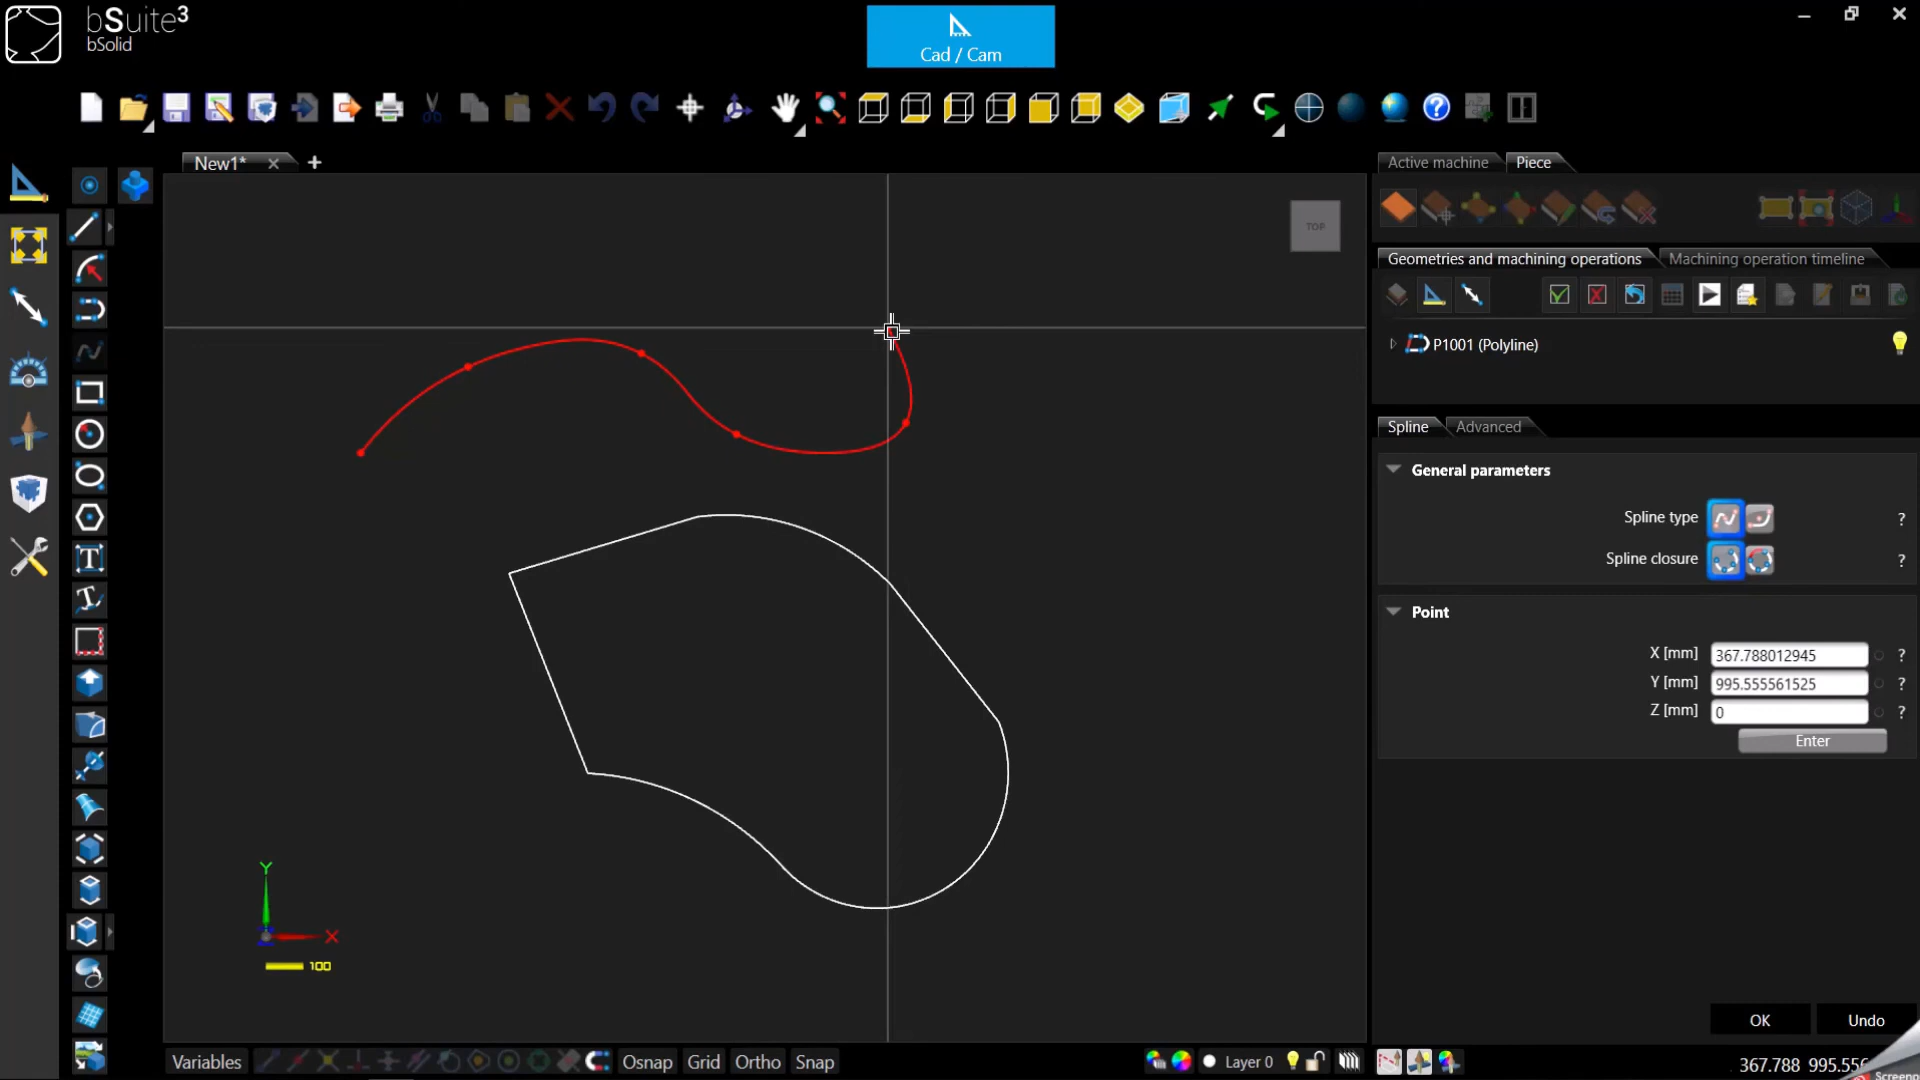 bSuite3
bSolid
Cad / Cam
New1*
TOP
Active machine
Piece
Geometries and machining operations
Machining operation timeline
P1001 (Polyline)
Spline
Advanced
General parameters
Spline type
?
Spline closure
?
Point
X [mm]
367.788012945
?
Y [mm]
995.555561525
?
Z [mm]
0
?
Enter
Y
X
100
OK
Undo
Variables
Osnap
Grid
Ortho
Snap
Layer 0
367.788 995.556